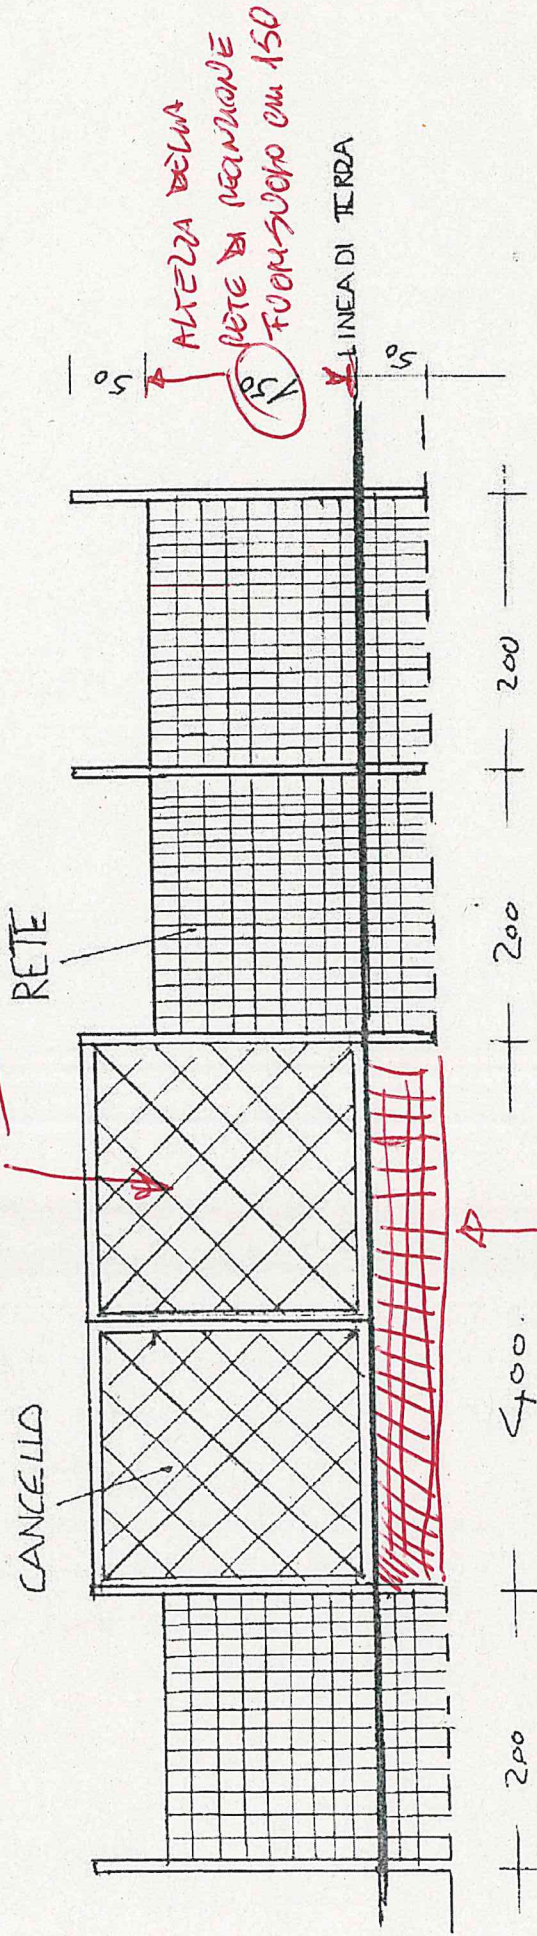 CANCELLO
RETE
ALTEZZA DELLA
RETE DI RECINZIONE
FUORI SUOLO cm 150
50
150
LINEA DI TERRA
50
200
400.
200
200